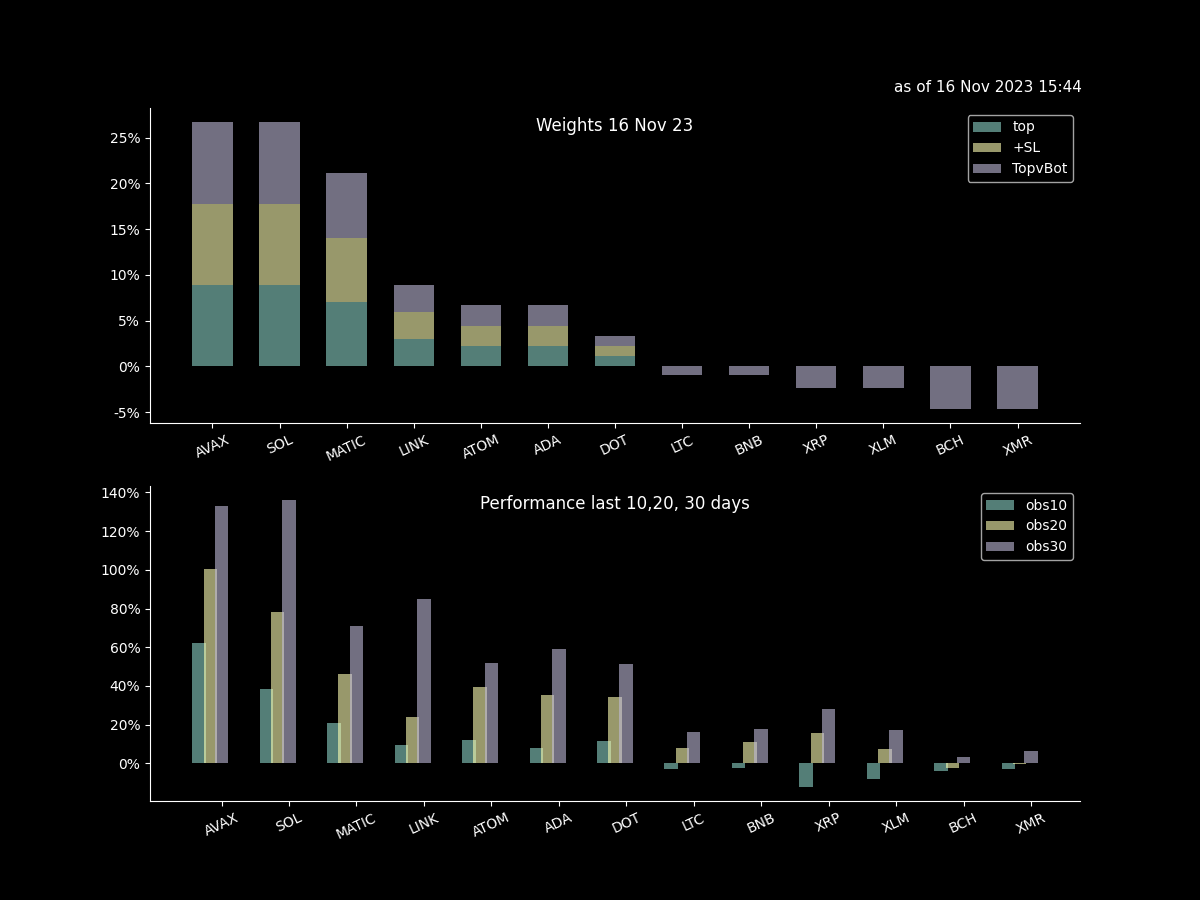 as of 16 Nov 2023 15:44
Weights 16 Nov 23
top
+SL
TopvBot
25%
20%
15%
10%
5%
0%
-5%
AVAX SOL MATIC LINK ATOM ADA DOT LTC BNB XRP XLM BCH XMR
Performance last 10,20, 30 days
obs10
obs20
obs30
140%
120%
100%
80%
60%
40%
20%
0%
AVAX SOL MATIC LINK ATOM ADA DOT LTC BNB XRP XLM BCH XMR